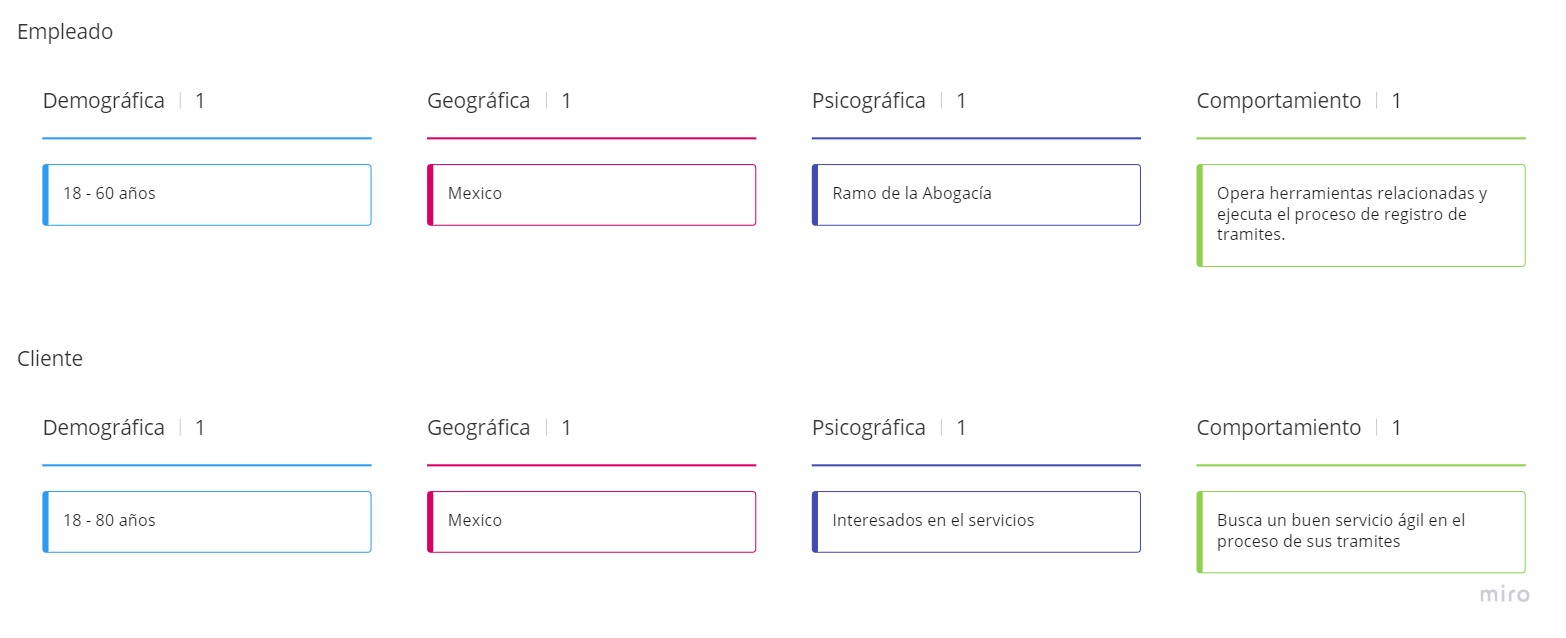 Empleado
Demográfica | 1
Geográfica | 1
Psicográfica | 1
Comportamiento | 1
18 - 60 años
Mexico
Ramo de la Abogacía
Opera herramientas relacionadas y
ejecuta el proceso de registro de
tramites.
Cliente
Demográfica | 1
Geográfica | 1
Psicográfica | 1
Comportamiento | 1
18 - 80 años
Mexico
Interesados en el servicios
Busca un buen servicio ágil en el
proceso de sus tramites
miro